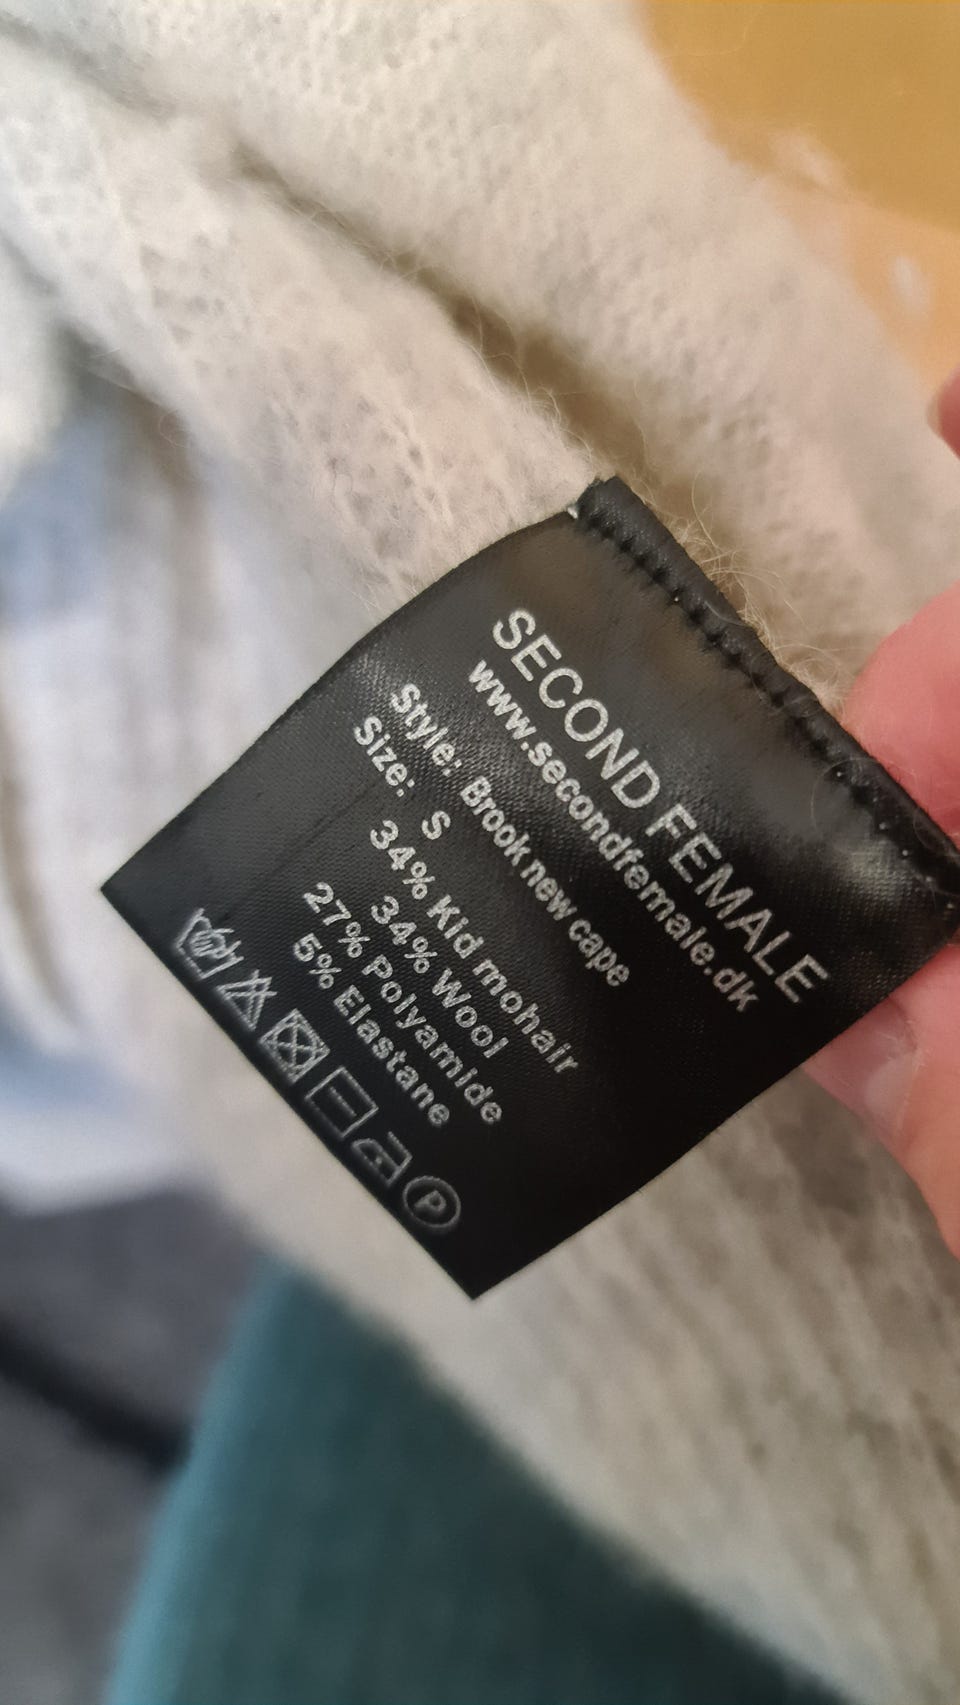 SECOND FEMALE
www.secondfemale.dk
Style: Brook new cape
Size: S
34% Kid mohair
34% Wool
27% Polyamide
5% Elastane
P